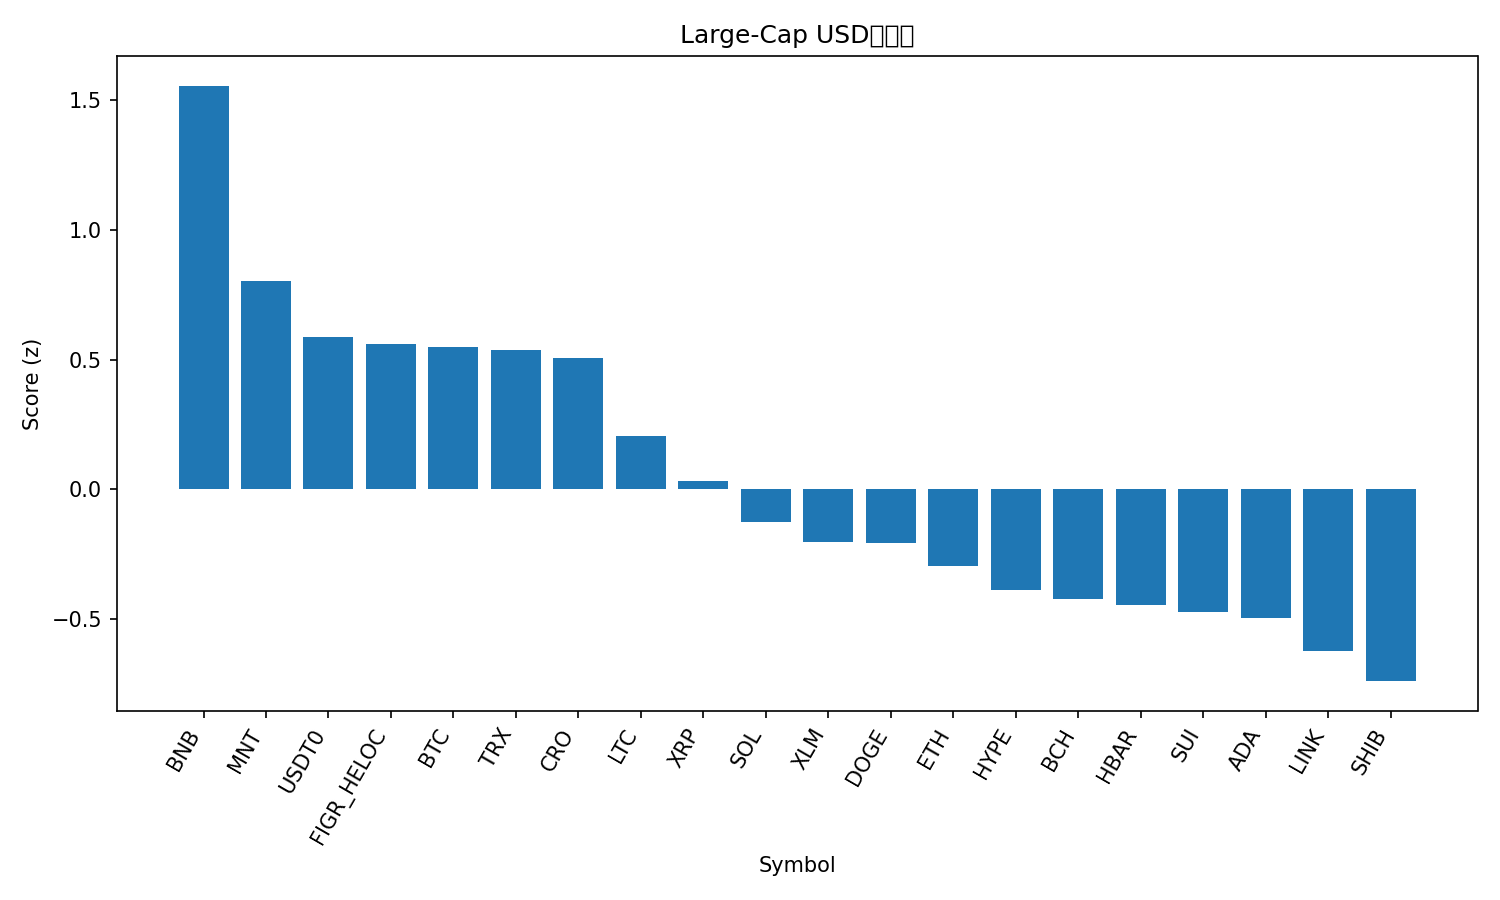 Large-Cap USD
Score (z)
1.5
1.0
0.5
0.0
−0.5
BNB
MNT
USDT0
FIGR_HELOC
BTC
TRX
CRO
LTC
XRP
SOL
XLM
DOGE
ETH
HYPE
BCH
HBAR
SUI
ADA
LINK
SHIB
Symbol